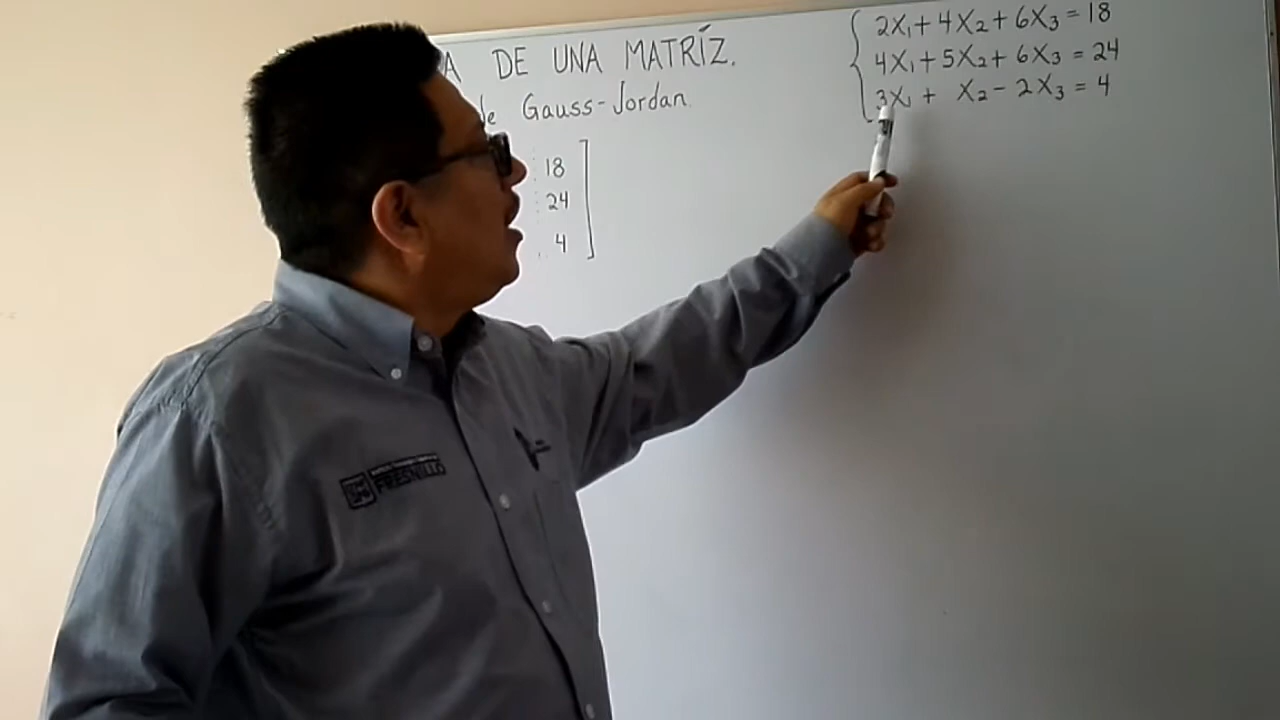 A DE UNA MATRÍZ.
de Gauss-Jordan
18
24
4
2X₁ + 4X₂ + 6X₃ = 18
4X₁ + 5X₂ + 6X₃ = 24
3X₁ + X₂ - 2X₃ = 4
FRESNILLO